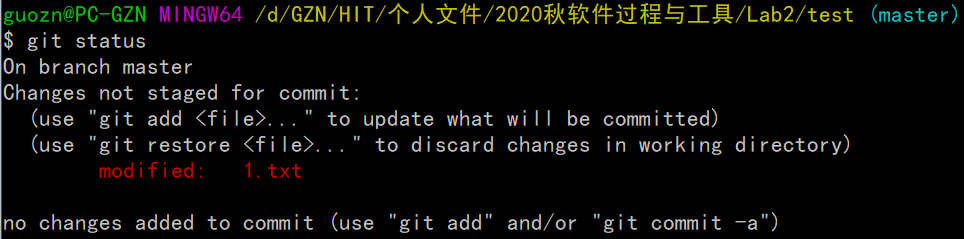 guozn@PC-GZN MINGW64 /d/GZN/HIT/个人文件/2020秋软件过程与工具/Lab2/test (master)
$ git status
On branch master
Changes not staged for commit:
  (use "git add <file>..." to update what will be committed)
  (use "git restore <file>..." to discard changes in working directory)
        modified:   1.txt

no changes added to commit (use "git add" and/or "git commit -a")